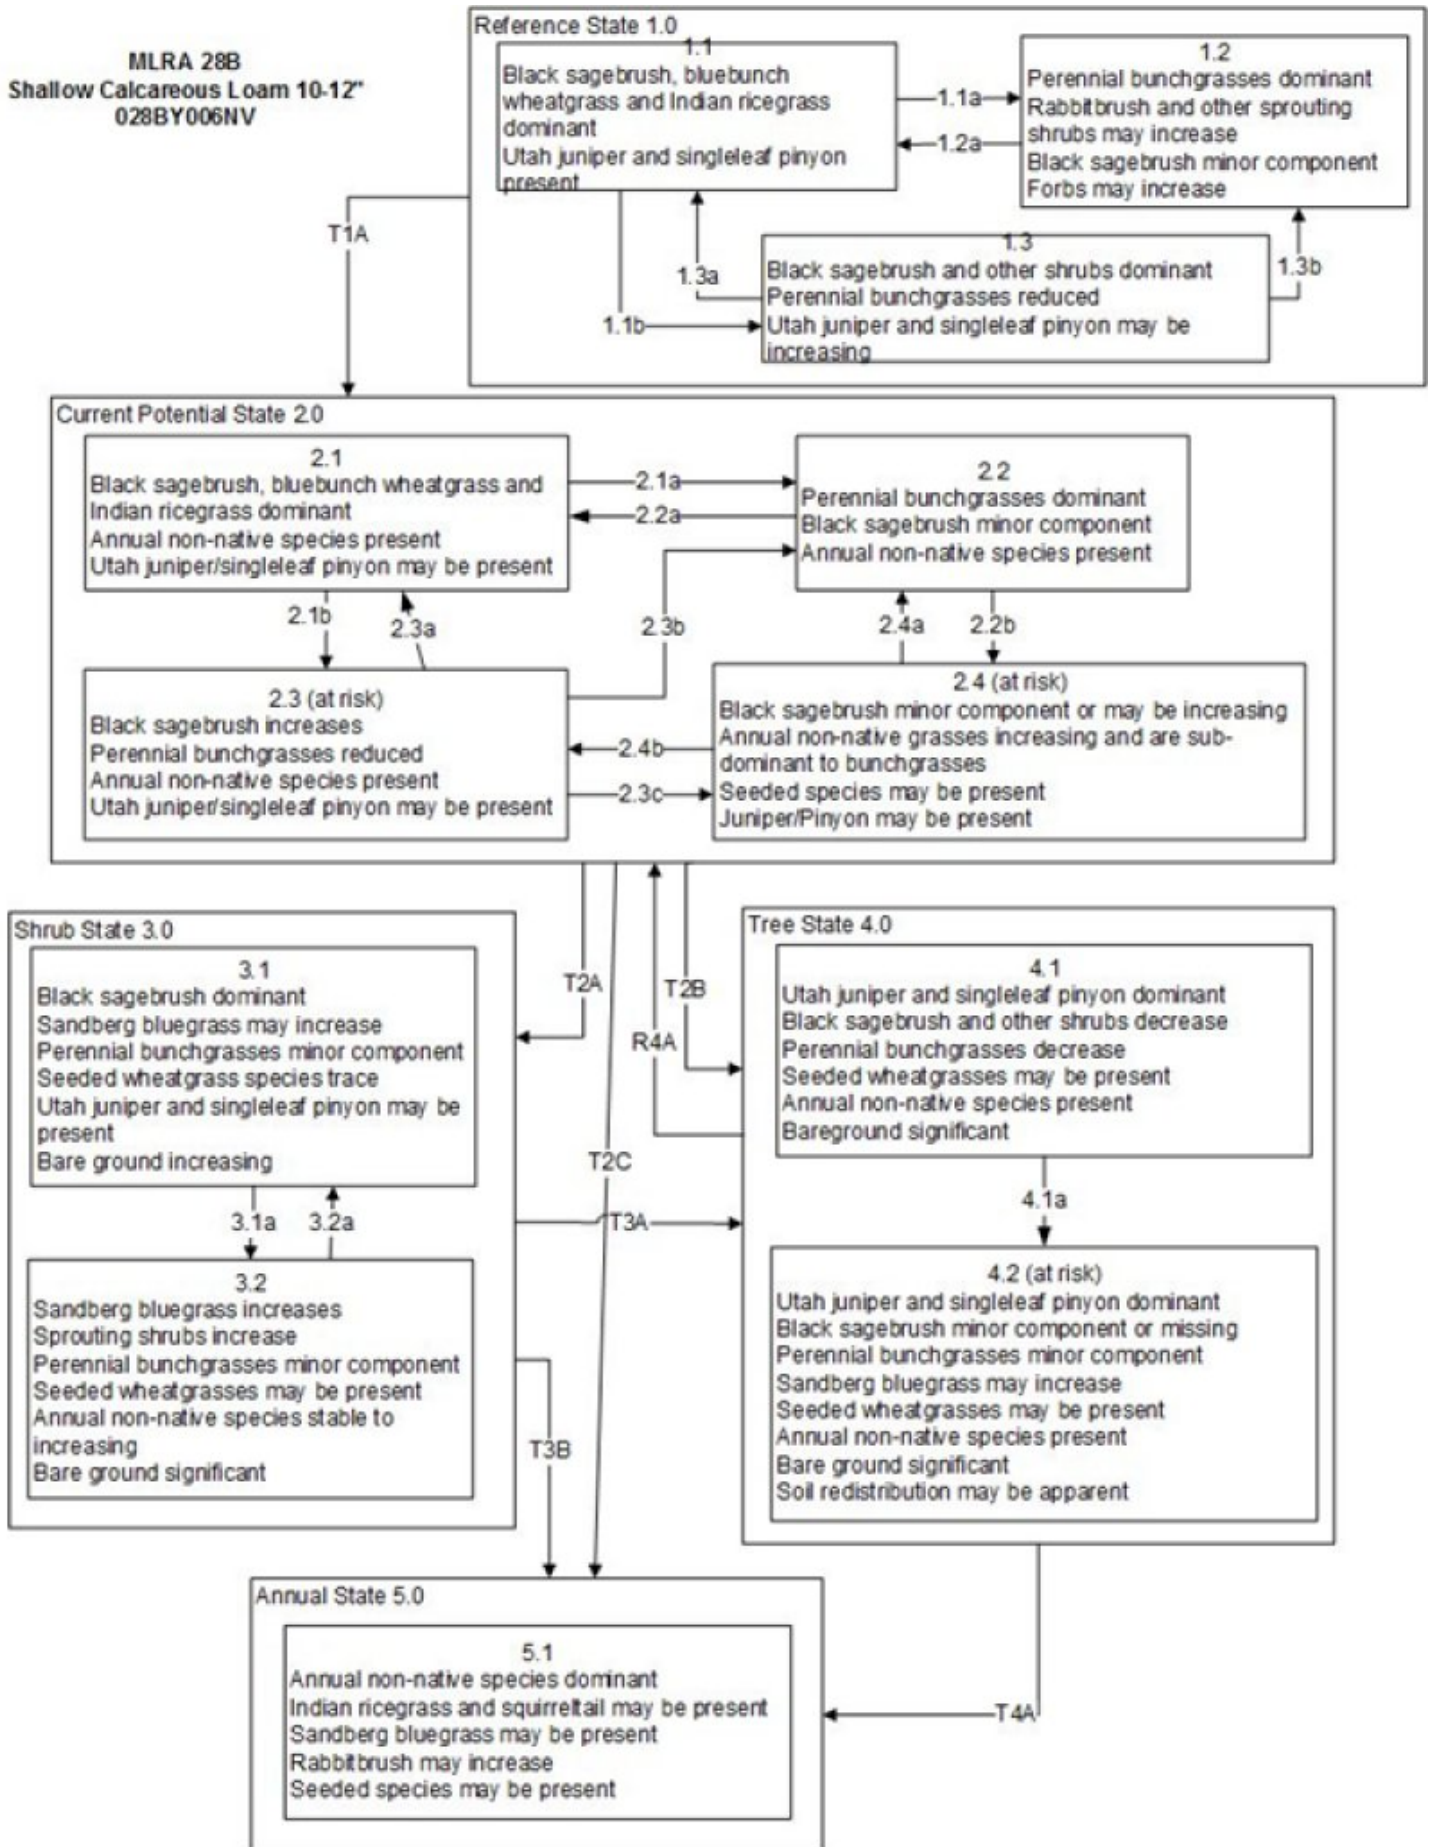 MLRA 28B
Shallow Calcareous Loam 10-12"
028BY006NV
Reference State 1.0
1.1
Black sagebrush, bluebunch
wheatgrass and Indian ricegrass
dominant
Utah juniper and singleleaf pinyon
present
1.1a
1.2a
1.2
Perennial bunchgrasses dominant
Rabbitbrush and other sprouting
shrubs may increase
Black sagebrush minor component
Forbs may increase
T1A
1.3a
1.1b
1.3
Black sagebrush and other shrubs dominant
Perennial bunchgrasses reduced
Utah juniper and singleleaf pinyon may be
increasing
1.3b
Current Potential State 2.0
2.1
Black sagebrush, bluebunch wheatgrass and
Indian ricegrass dominant
Annual non-native species present
Utah juniper/singleleaf pinyon may be present
2.1a
2.2a
2.2
Perennial bunchgrasses dominant
Black sagebrush minor component
Annual non-native species present
2.1b
2.3a
2.3b
2.4a
2.2b
2.3 (at risk)
Black sagebrush increases
Perennial bunchgrasses reduced
Annual non-native species present
Utah juniper/singleleaf pinyon may be present
2.4b
2.3c
2.4 (at risk)
Black sagebrush minor component or may be increasing
Annual non-native grasses increasing and are sub-
dominant to bunchgrasses
Seeded species may be present
Juniper/Pinyon may be present
Shrub State 3.0
3.1
Black sagebrush dominant
Sandberg bluegrass may increase
Perennial bunchgrasses minor component
Seeded wheatgrass species trace
Utah juniper and singleleaf pinyon may be
present
Bare ground increasing
T2A
T2B
R4A
T2C
Tree State 4.0
4.1
Utah juniper and singleleaf pinyon dominant
Black sagebrush and other shrubs decrease
Perennial bunchgrasses decrease
Seeded wheatgrasses may be present
Annual non-native species present
Bareground significant
3.1a
3.2a
T3A
4.1a
3.2
Sandberg bluegrass increases
Sprouting shrubs increase
Perennial bunchgrasses minor component
Seeded wheatgrasses may be present
Annual non-native species stable to
increasing
Bare ground significant
T3B
4.2 (at risk)
Utah juniper and singleleaf pinyon dominant
Black sagebrush minor component or missing
Perennial bunchgrasses minor component
Sandberg bluegrass may increase
Seeded wheatgrasses may be present
Annual non-native species present
Bare ground significant
Soil redistribution may be apparent
Annual State 5.0
5.1
Annual non-native species dominant
Indian ricegrass and squirreltail may be present
Sandberg bluegrass may be present
Rabbitbrush may increase
Seeded species may be present
T4A